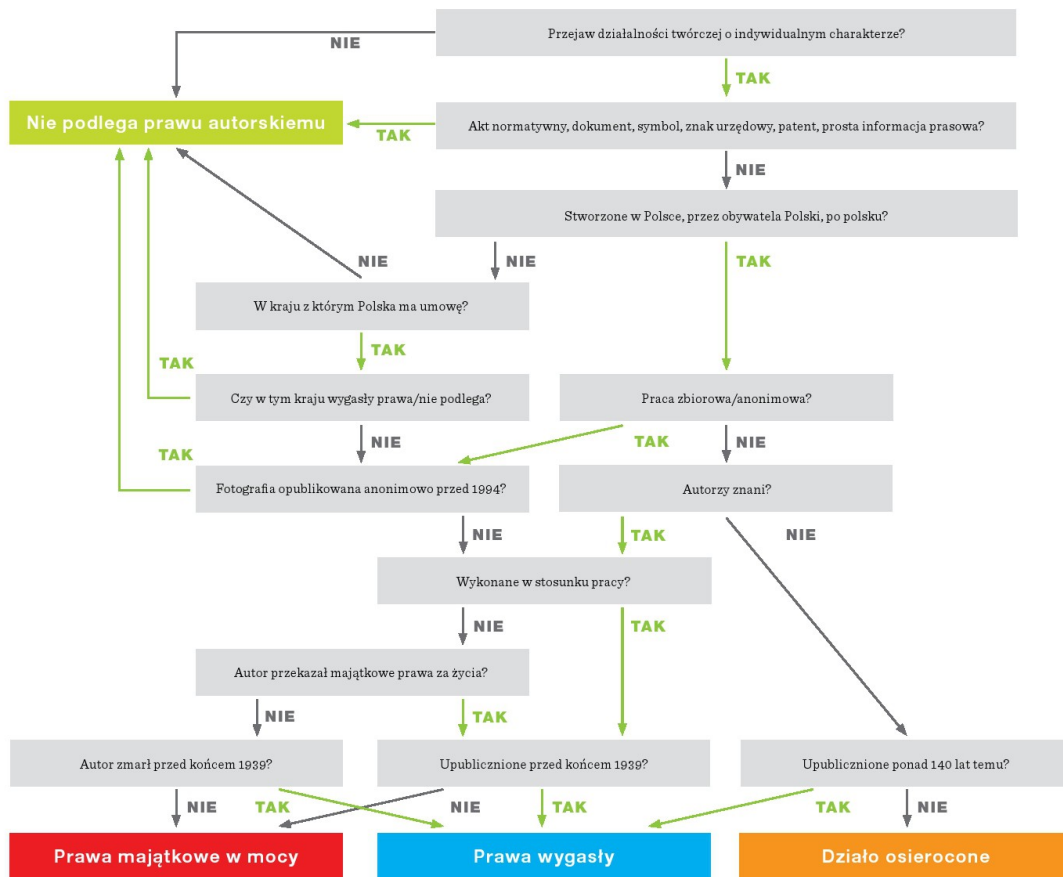 Przejaw działalności twórczej o indywidualnym charakterze?
NIE
TAK
Nie podlega prawu autorskiemu
TAK
Akt normatywny, dokument, symbol, znak urzędowy, patent, prosta informacja prasowa?
NIE
Stworzone w Polsce, przez obywatela Polski, po polsku?
NIE
NIE
TAK
W kraju z którym Polska ma umowę?
TAK
TAK
Czy w tym kraju wygasły prawa/nie podlega?
Praca zbiorowa/anonimowa?
NIE
TAK
NIE
TAK
Fotografia opublikowana anonimowo przed 1994?
Autorzy znani?
NIE
TAK
NIE
Wykonane w stosunku pracy?
NIE
TAK
Autor przekazał majątkowe prawa za życia?
NIE
TAK
Autor zmarł przed końcem 1939?
Upublicznione przed końcem 1939?
Upublicznione ponad 140 lat temu?
NIE
TAK
NIE
TAK
TAK
NIE
Prawa majątkowe w mocy
Prawa wygasły
Działo osierocone